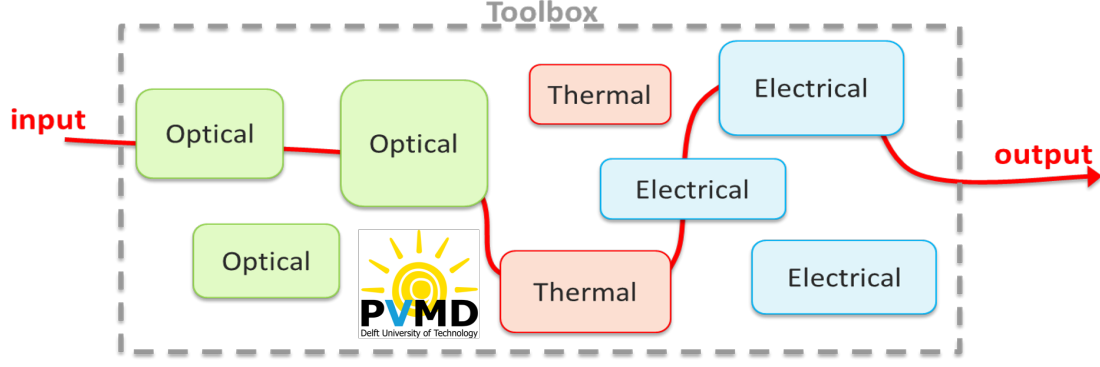 Toolbox
input
Optical
Optical
Thermal
Electrical
Electrical
output
Optical
PVMD
Delft University of Technology
Thermal
Electrical